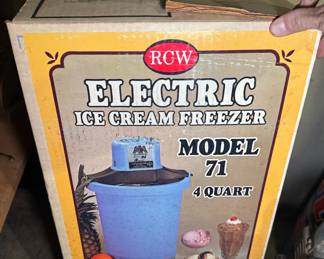 RCW
ELECTRIC
ICE CREAM FREEZER
MODEL
71
4 QUART